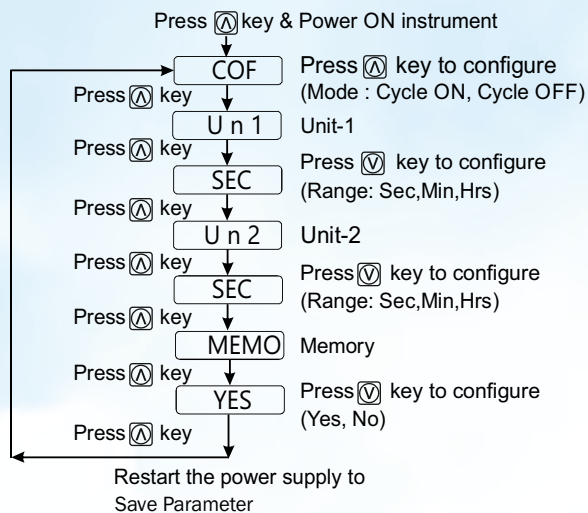 Press Ⓐ key & Power ON instrument
COF
Press Ⓐ key to configure
(Mode : Cycle ON, Cycle OFF)
Press Ⓐ key
U n 1
Unit-1
Press Ⓐ key
SEC
Press Ⓥ key to configure
(Range: Sec,Min,Hrs)
Press Ⓐ key
U n 2
Unit-2
Press Ⓐ key
SEC
Press Ⓥ key to configure
(Range: Sec,Min,Hrs)
Press Ⓐ key
MEMO
Memory
Press Ⓐ key
YES
Press Ⓥ key to configure
(Yes, No)
Press Ⓐ key
Restart the power supply to
Save Parameter